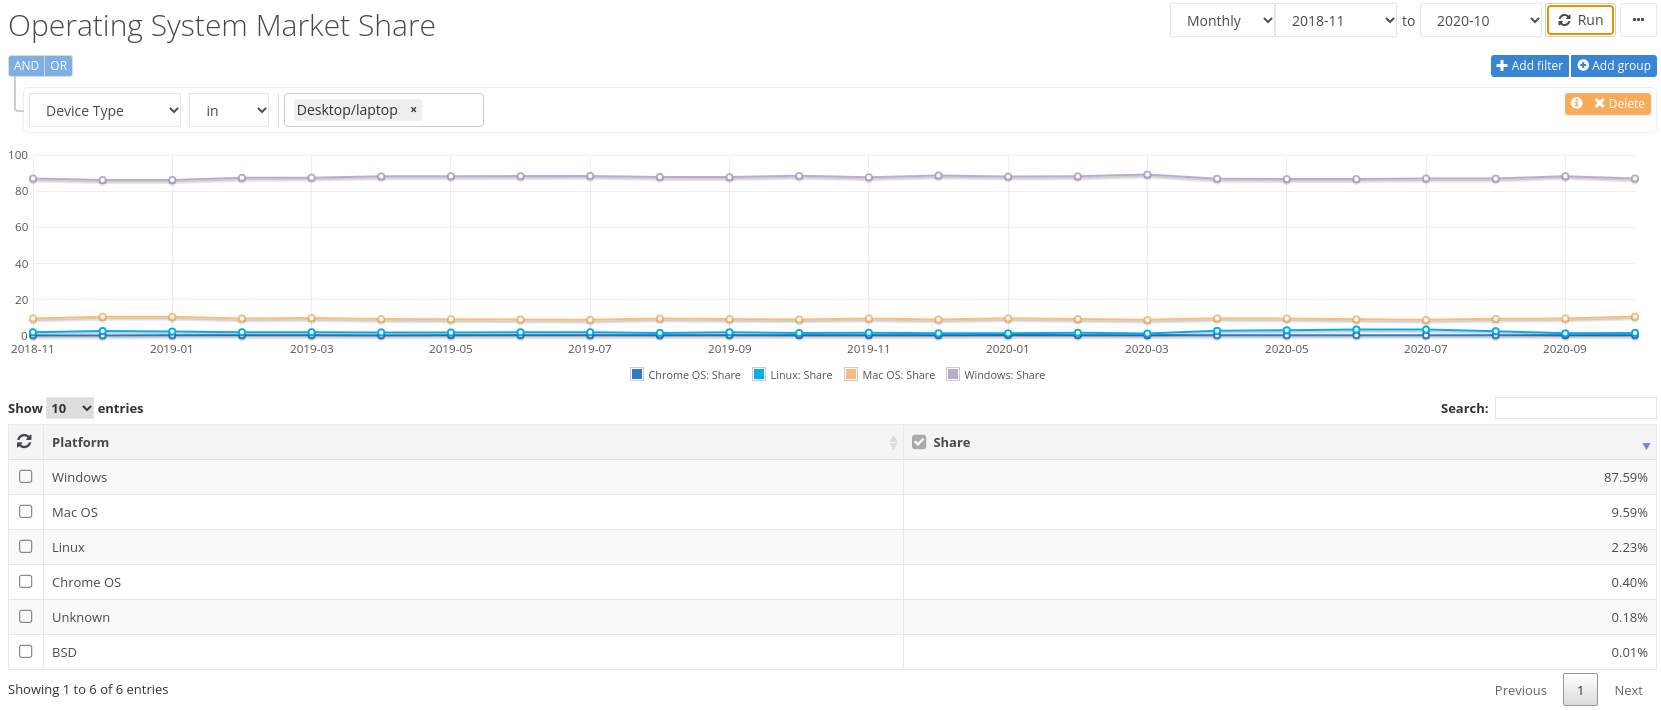 Operating System Market Share
Monthly 2018-11 to 2020-10 Run
AND OR
Add filter Add group
Device Type in Desktop/laptop ×
Delete
100
80
60
40
20
0
2018-11 2019-01 2019-03 2019-05 2019-07 2019-09 2019-11 2020-01 2020-03 2020-05 2020-07 2020-09
Chrome OS: Share Linux: Share Mac OS: Share Windows: Share
Show 10 entries
Search:
Platform Share
Windows 87.59%
Mac OS 9.59%
Linux 2.23%
Chrome OS 0.40%
Unknown 0.18%
BSD 0.01%
Showing 1 to 6 of 6 entries
Previous 1 Next